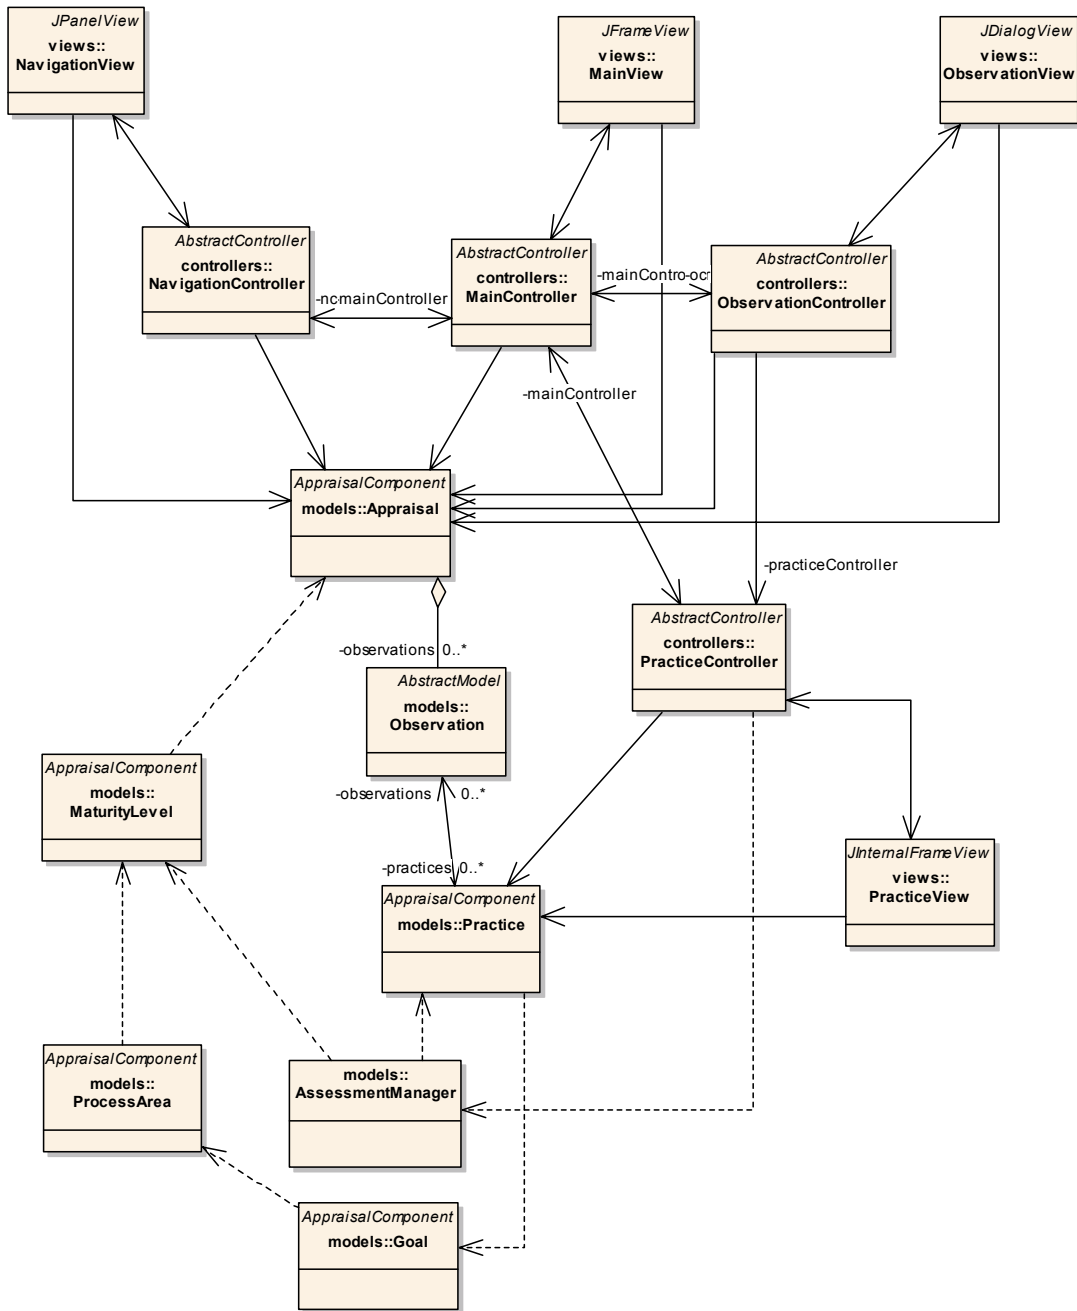 JPanelView
views::
NavigationView
JFrameView
views::
MainView
JDialogView
views::
ObservationView
AbstractController
controllers::
NavigationController
AbstractController
controllers::
MainController
AbstractController
controllers::
ObservationController
-nc
-mainController
-mainContro
-ocr
-mainController
AppraisalComponent
models::Appraisal
-practiceController
-observations 0..*
AbstractController
controllers::
PracticeController
AbstractModel
models::
Observation
AppraisalComponent
models::
MaturityLevel
-observations 0..*
JInternalFrameView
views::
PracticeView
-practices 0..*
AppraisalComponent
models::Practice
AppraisalComponent
models::
ProcessArea
models::
AssessmentManager
AppraisalComponent
models::Goal